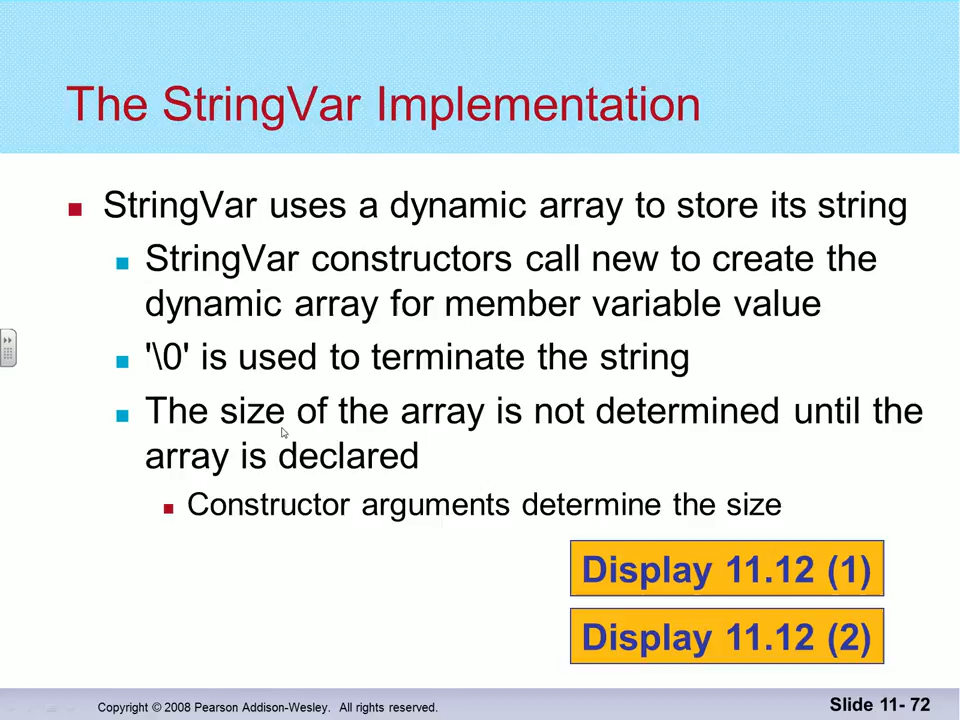 The StringVar Implementation
StringVar uses a dynamic array to store its string
StringVar constructors call new to create the
dynamic array for member variable value
'\0' is used to terminate the string
The size of the array is not determined until the
array is declared
Constructor arguments determine the size
Display 11.12 (1)
Display 11.12 (2)
Copyright © 2008 Pearson Addison-Wesley. All rights reserved.
Slide 11- 72